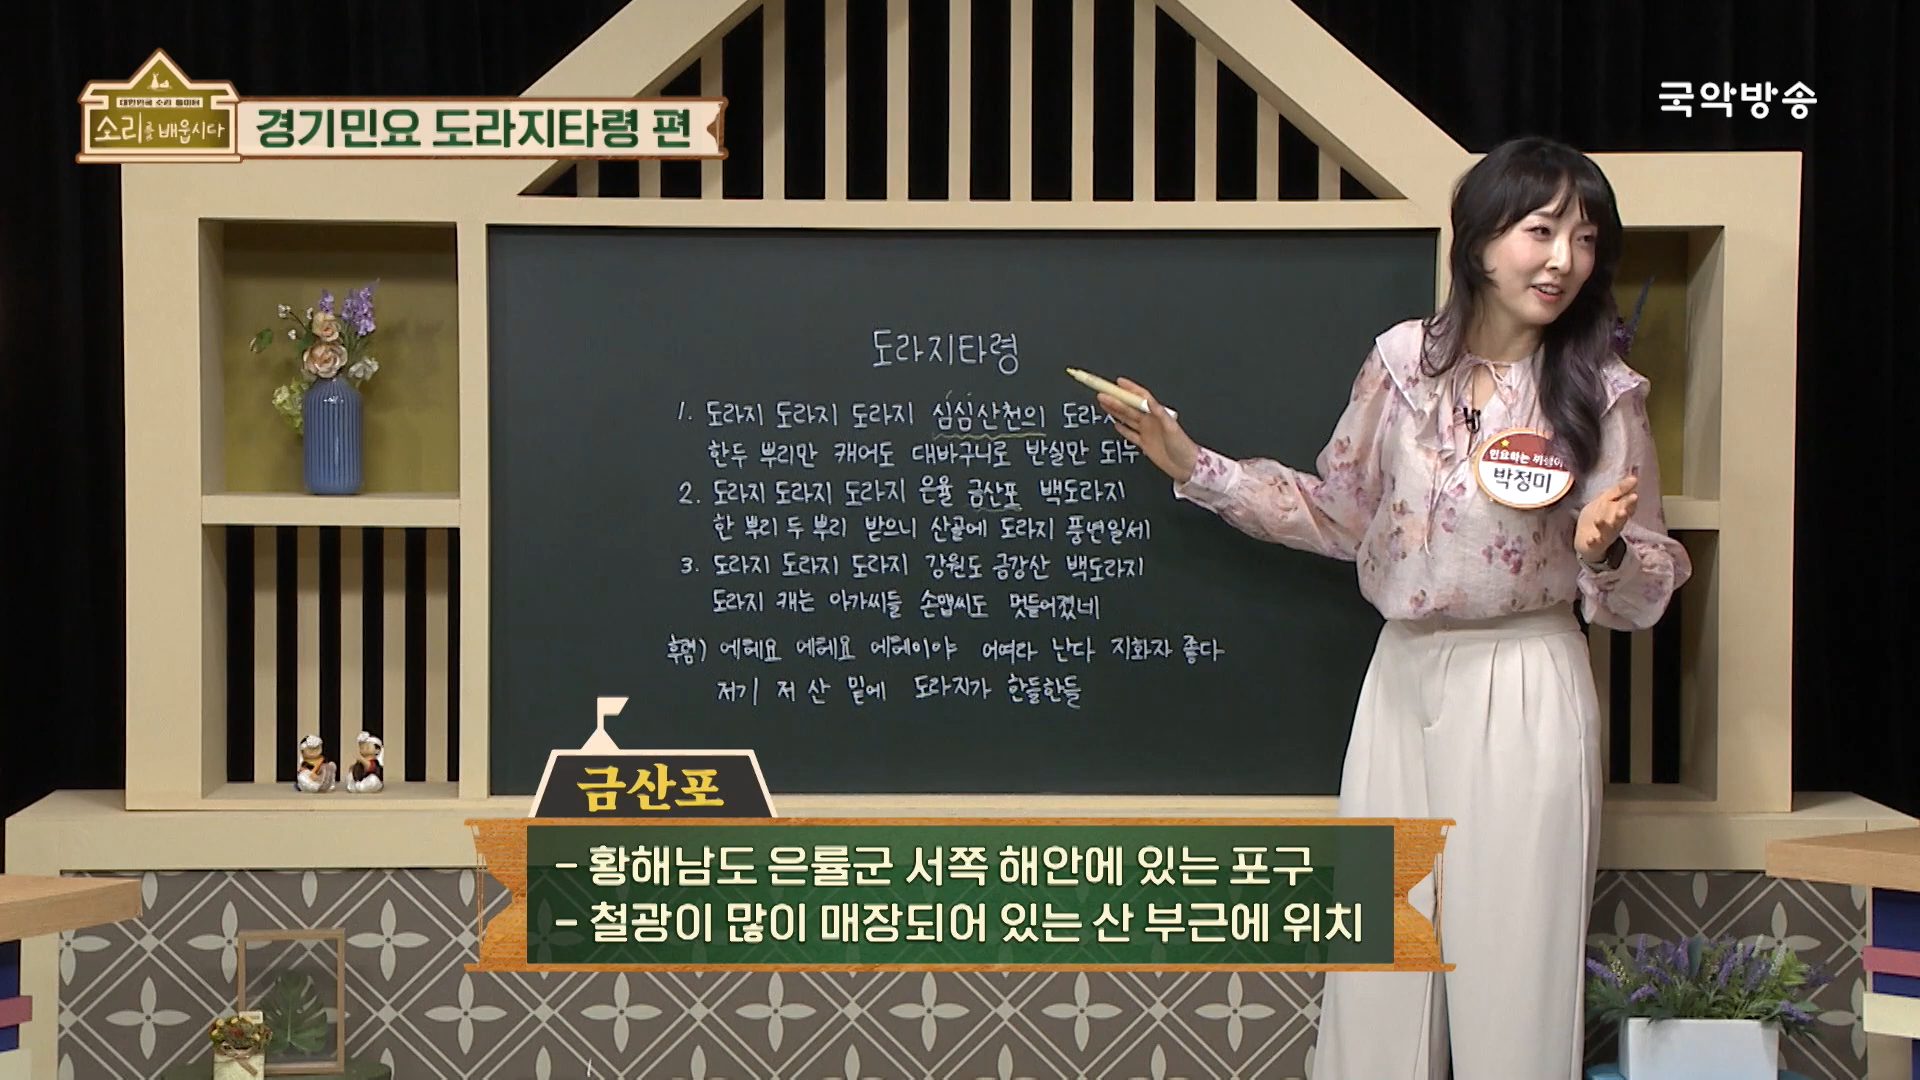 대한민국 소리 놀이터
소리를 배웁시다
경기민요 도라지타령 편
국악방송
도라지타령
1. 도라지 도라지 도라지 심심산천의 도라지
한두 뿌리만 캐어도 대바구니로 반실만 되누
2. 도라지 도라지 도라지 은율 금산포 백도라지
한 뿌리 두 뿌리 받으니 산골에 도라지 풍년일세
3. 도라지 도라지 도라지 강원도 금강산 백도라지
도라지 캐는 아가씨들 손맵씨도 멋들어졌네
후렴) 에헤요 에헤요 에헤이야 어여라 난다 지화자 좋다
저기 저 산 밑에 도라지가 한들한들
민요하는
박정미
금산포
- 황해남도 은률군 서쪽 해안에 있는 포구
- 철광이 많이 매장되어 있는 산 부근에 위치